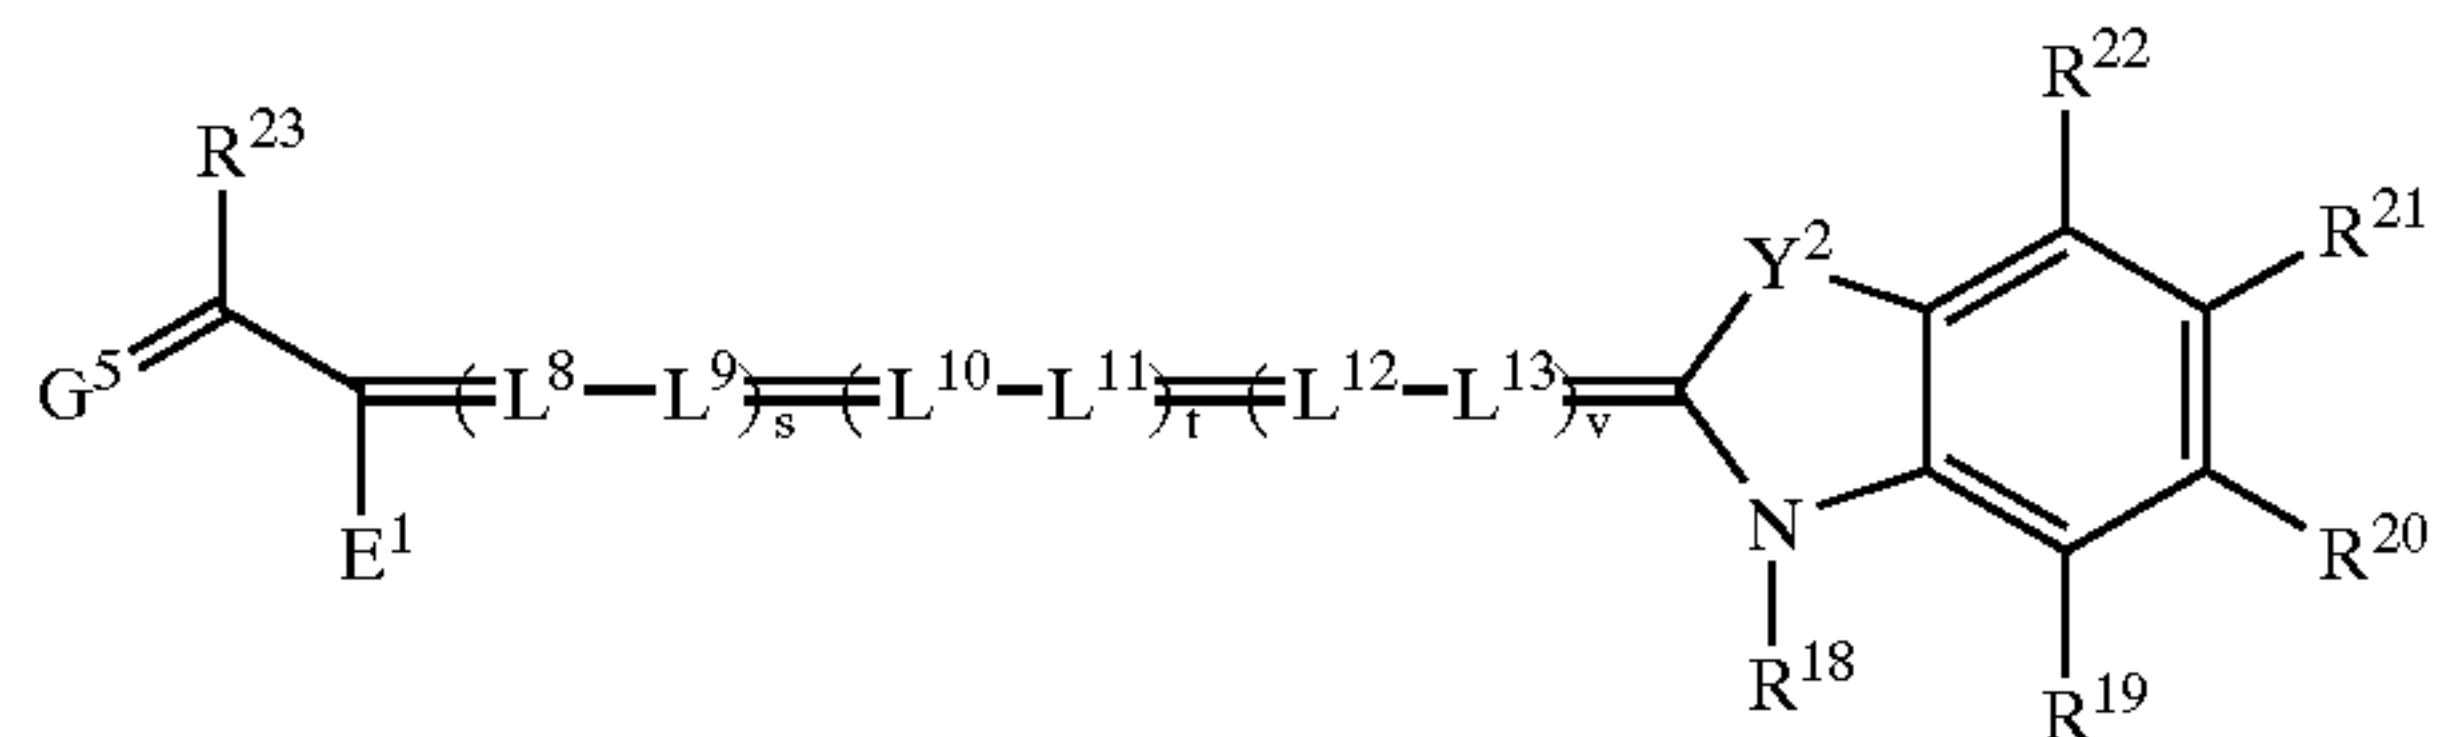 R²²
R²³
R²¹
Y²
G⁵ (L⁸ L⁹)s (L¹⁰ L¹¹)t (L¹² L¹³)v
E¹
N
R²⁰
R¹⁸
R¹⁹